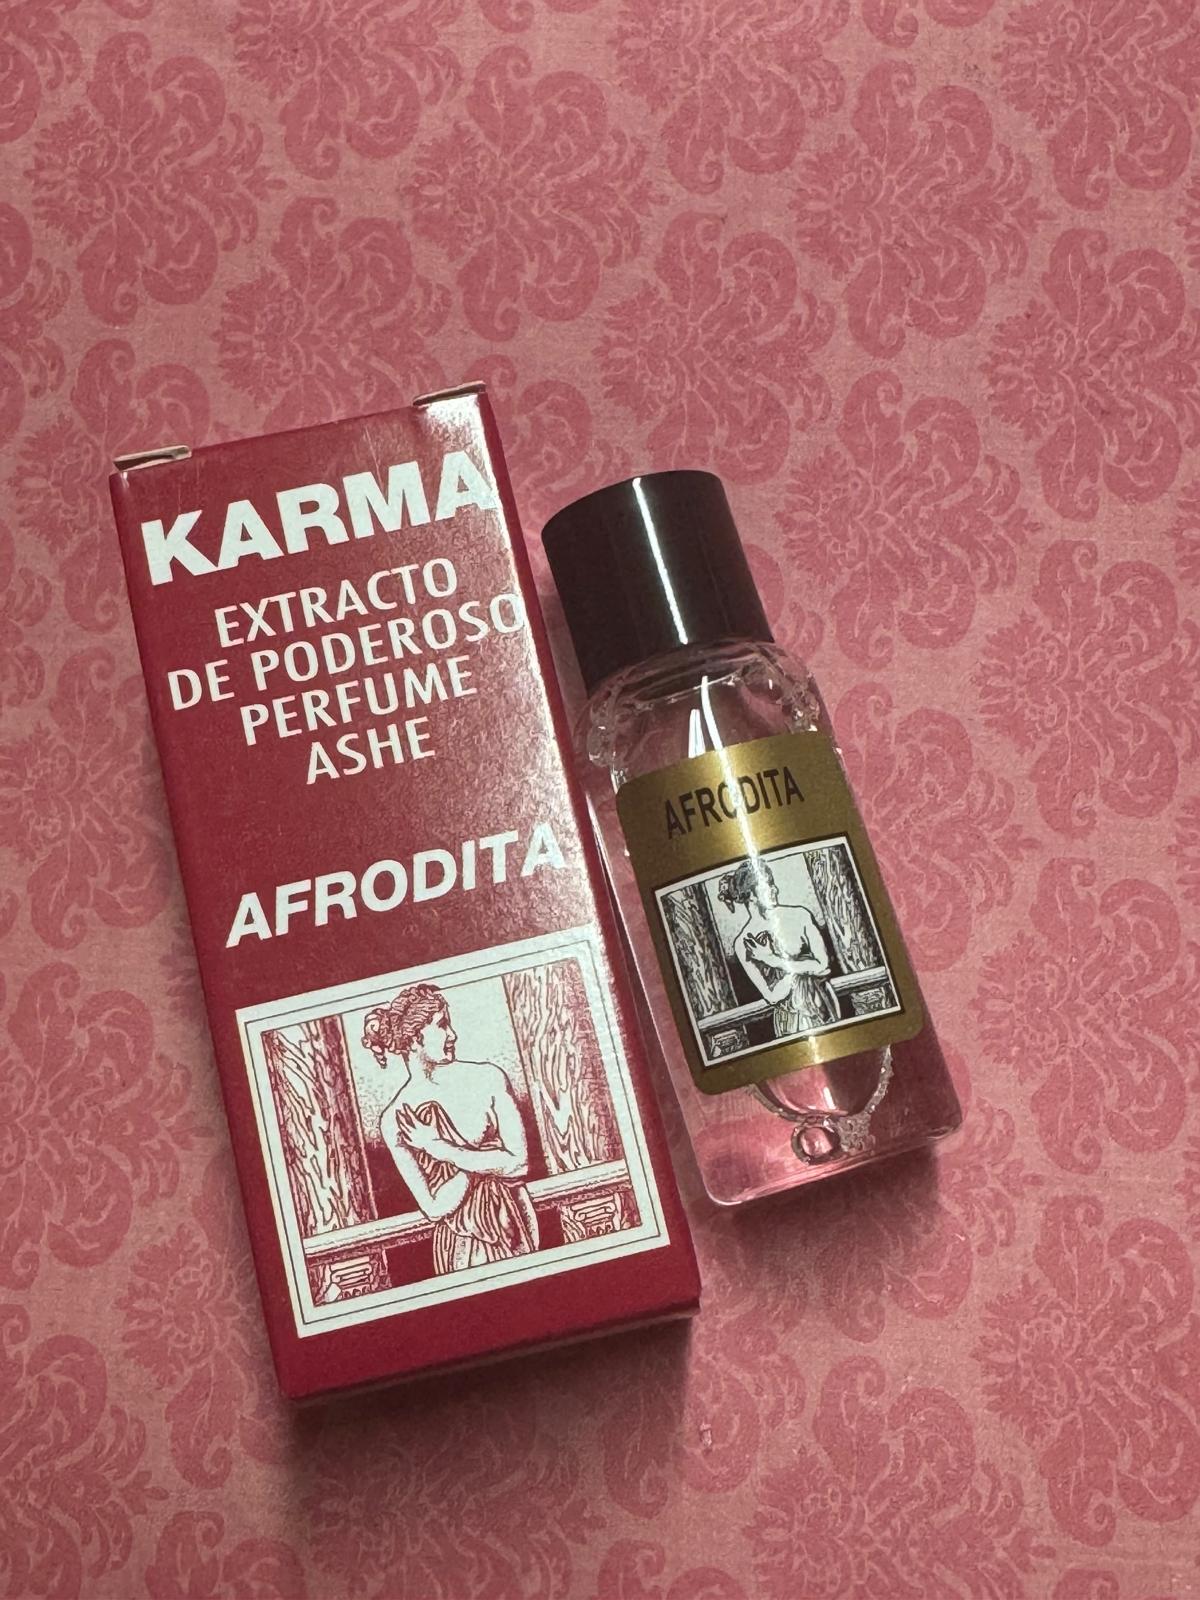 KARMA
EXTRACTO
DE PODEROSO
PERFUME
ASHE
AFRODITA
AFRODITA